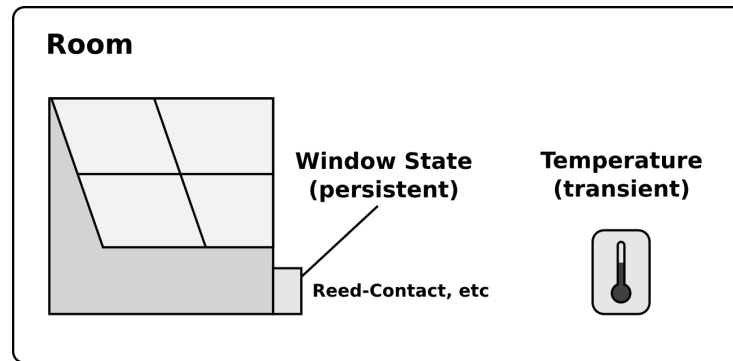 Room
Window State
(persistent)
Temperature
(transient)
Reed-Contact, etc